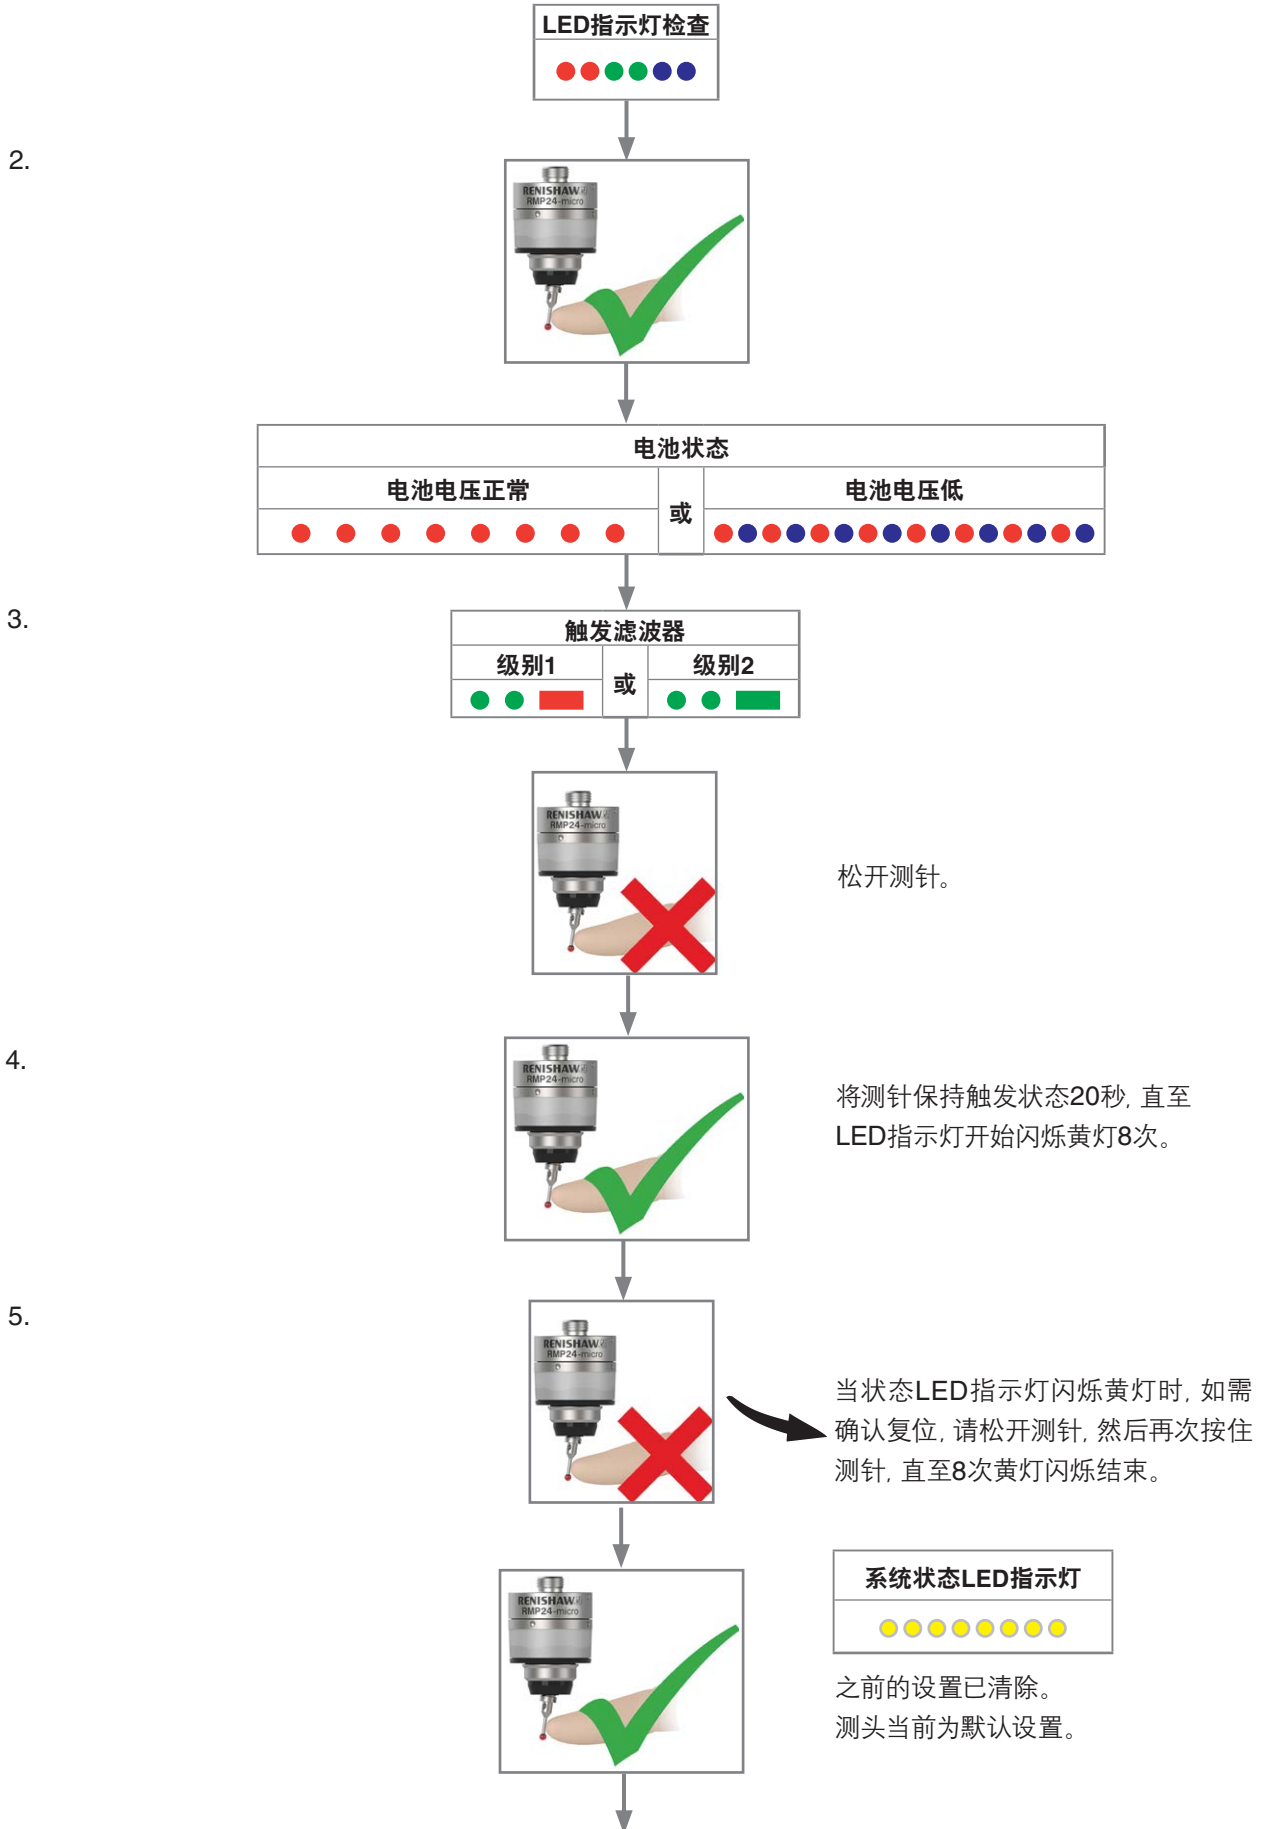 LED指示灯检查
2.
RENISHAW
RMP24-micro
电池状态
电池电压正常
或
电池电压低
3.
触发滤波器
级别1
或
级别2
RENISHAW
RMP24-micro
松开测针。
4.
RENISHAW
RMP24-micro
将测针保持触发状态20秒, 直至
LED指示灯开始闪烁黄灯8次。
5.
RENISHAW
RMP24-micro
当状态LED指示灯闪烁黄灯时, 如需
确认复位, 请松开测针, 然后再次按住
测针, 直至8次黄灯闪烁结束。
RENISHAW
RMP24-micro
系统状态LED指示灯
之前的设置已清除。
测头当前为默认设置。